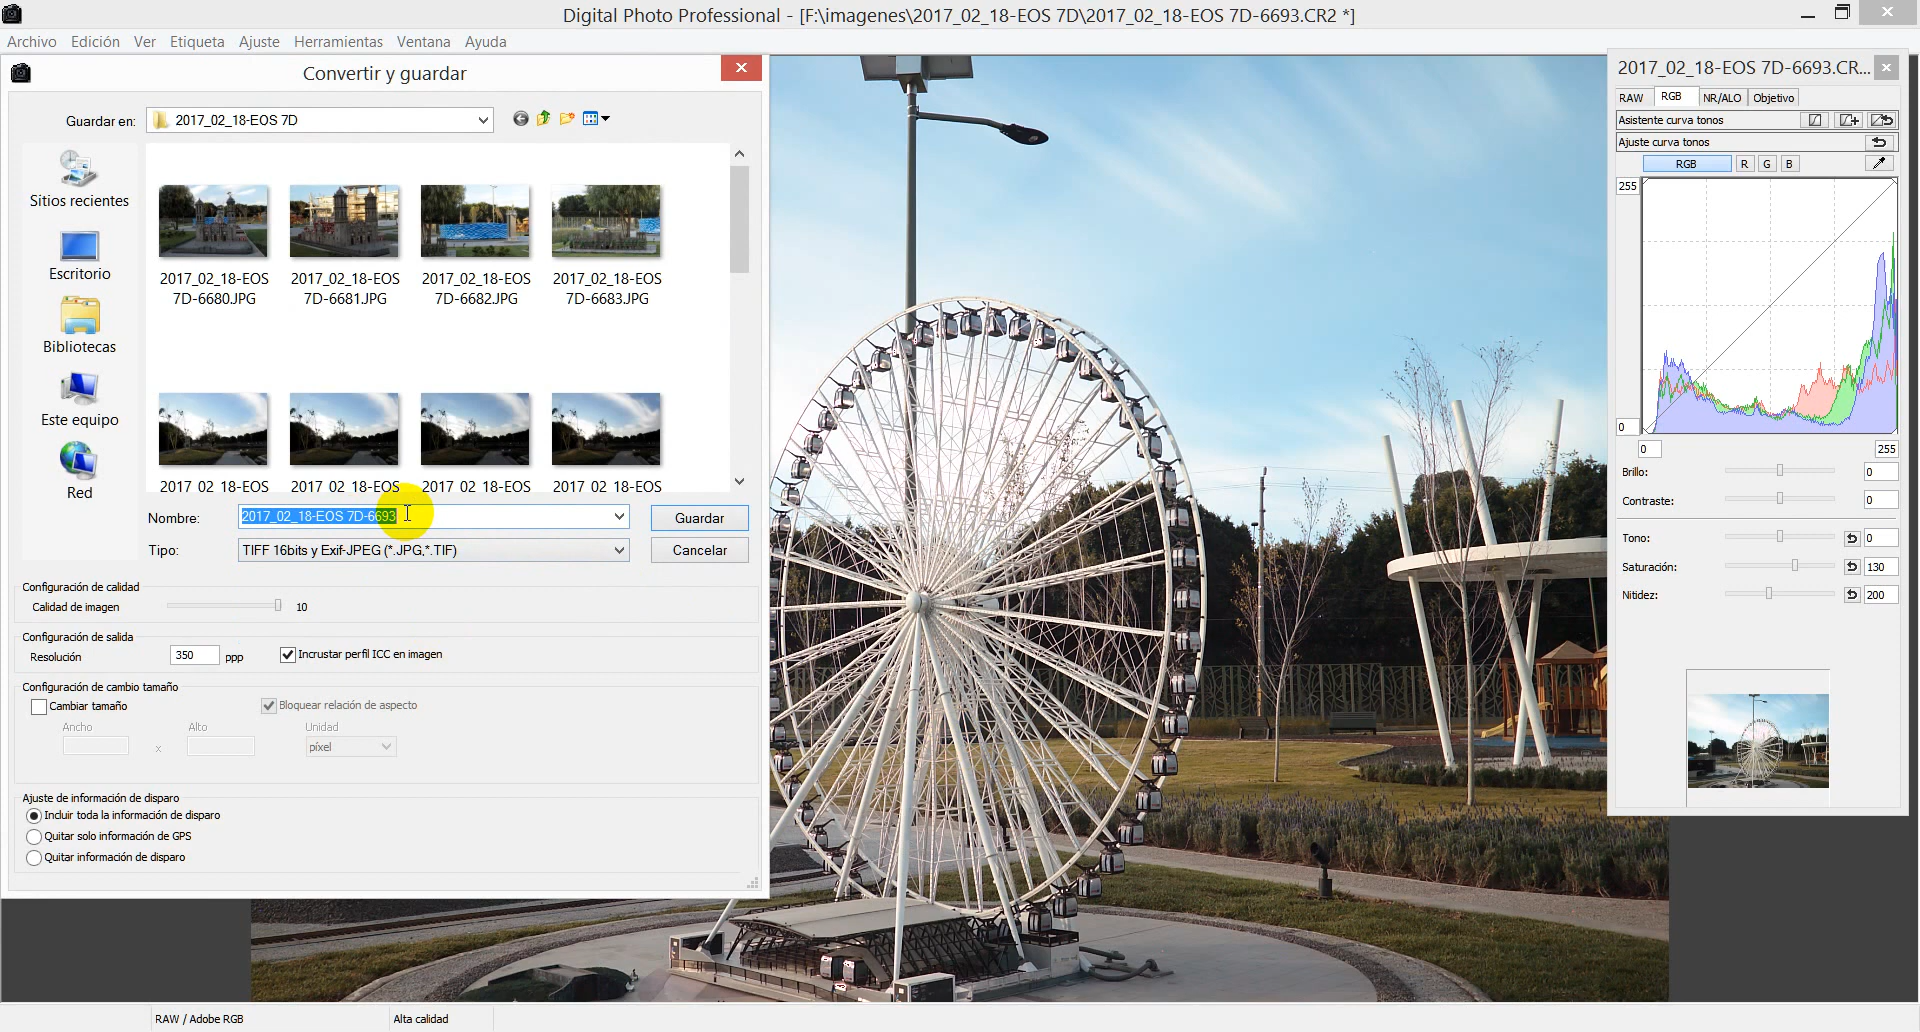 Digital Photo Professional - [F:\imagenes\2017_02_18-EOS 7D\2017_02_18-EOS 7D-6693.CR2 *]
Archivo Edición Ver Etiqueta Ajuste Herramientas Ventana Ayuda
Convertir y guardar
Guardar en: 2017_02_18-EOS 7D
Sitios recientes
Escritorio
Bibliotecas
Este equipo
Red
2017_02_18-EOS 7D-6680.JPG
2017_02_18-EOS 7D-6681.JPG
2017_02_18-EOS 7D-6682.JPG
2017_02_18-EOS 7D-6683.JPG
2017_02_18-EOS 2017_02_18-EOS 2017_02_18-EOS 2017_02_18-EOS
Nombre: 2017_02_18-EOS 7D-6693 Guardar
Tipo: TIFF 16bits y Exif-JPEG (*.JPG,*.TIF) Cancelar
Configuración de calidad
Calidad de imagen 10
Configuración de salida
Resolución 350 ppp Incrustar perfil ICC en imagen
Configuración de cambio tamaño
Cambiar tamaño Bloquear relación de aspecto
Ancho Alto Unidad
x píxel
Ajuste de información de disparo
Incluir toda la información de disparo
Quitar solo información de GPS
Quitar información de disparo
2017_02_18-EOS 7D-6693.CR...
RAW RGB NR/ALO Objetivo
Asistente curva tonos
Ajuste curva tonos
RGB R G B
255
0
0 255
Brillo: 0
Contraste: 0
Tono: 0
Saturación: 130
Nitidez: 200
RAW / Adobe RGB Alta calidad